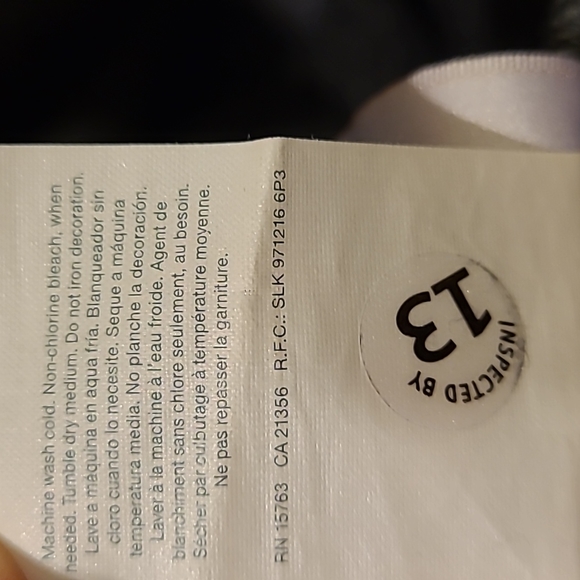 Machine wash cold. Non-chlorine bleach, when
needed. Tumble dry medium. Do not iron decoration.
Lave a máquina en aqua fría. Blanqueador sin
cloro cuando lo necesite. Seque a máquina
temperatura media. No planche la decoración.
Laver à la machine à l'eau froide. Agent de
blanchiment sans chlore seulement, au besoin.
Sécher par culbutage à température moyenne.
Ne pas repasser la garniture.
RN 15763 CA 21356 R.F.C.: SLK 971216 6P3
13
INSPECTED BY